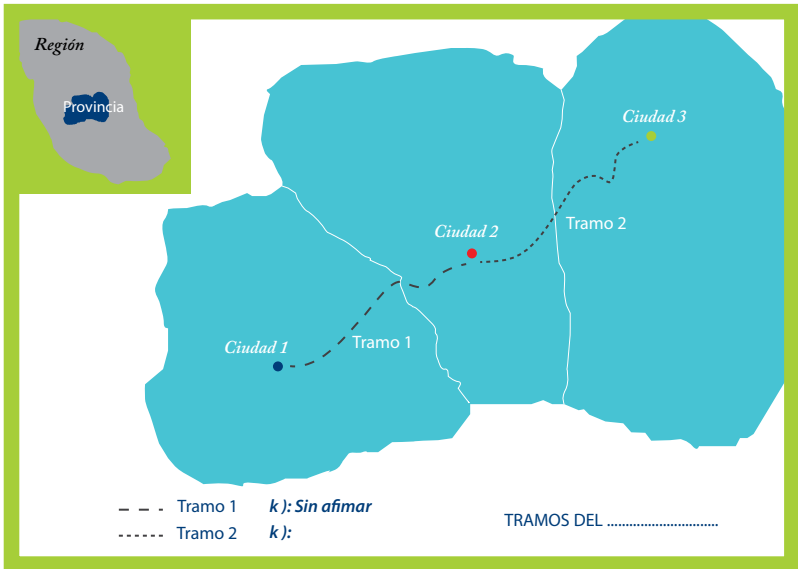 Región
Provincia
Ciudad 3
Tramo 2
Ciudad 2
Ciudad 1
Tramo 1
Tramo 1 k ): Sin afimar
Tramo 2 k ):
TRAMOS DEL ..............................